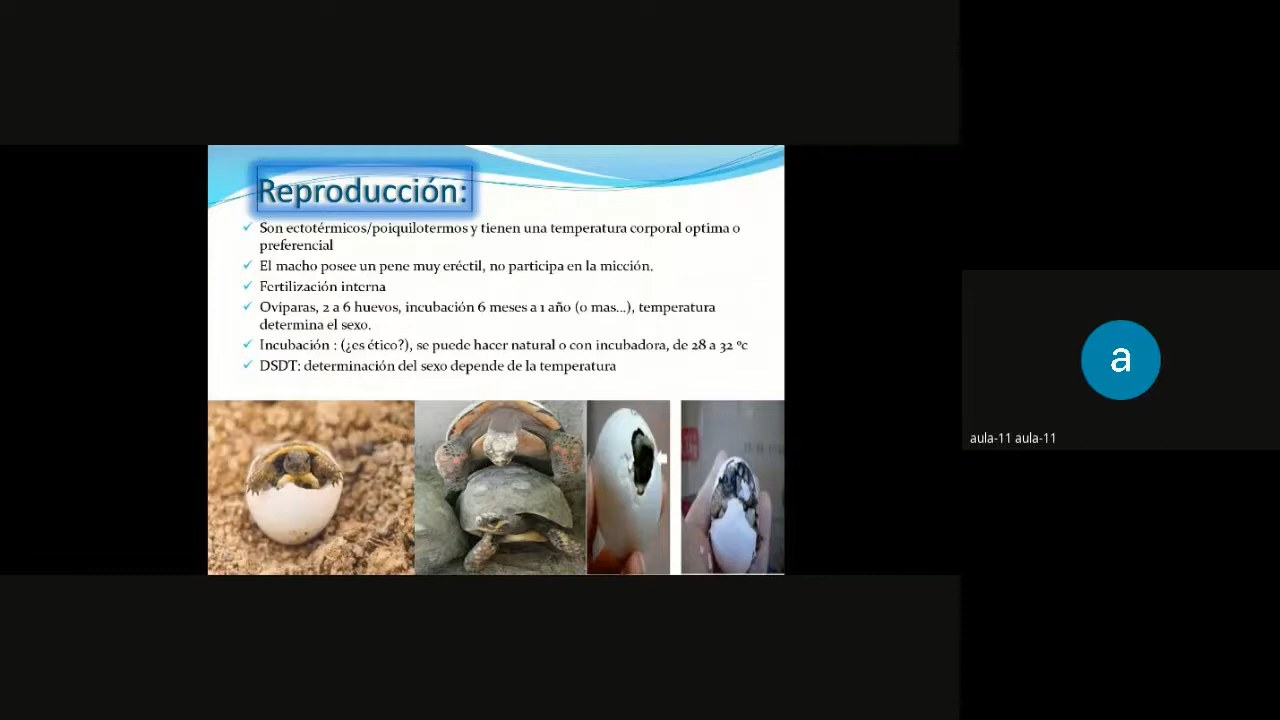 Reproducción:
Son ectotérmicos/poiquilotermos y tienen una temperatura corporal optima o
preferencial
El macho posee un pene muy eréctil, no participa en la micción.
Fertilización interna
Ovíparas, 2 a 6 huevos, incubación 6 meses a 1 año (o mas...), temperatura
determina el sexo.
Incubación : (¿es ético?), se puede hacer natural o con incubadora, de 28 a 32 ºc
DSDT: determinación del sexo depende de la temperatura
a
aula-11 aula-11